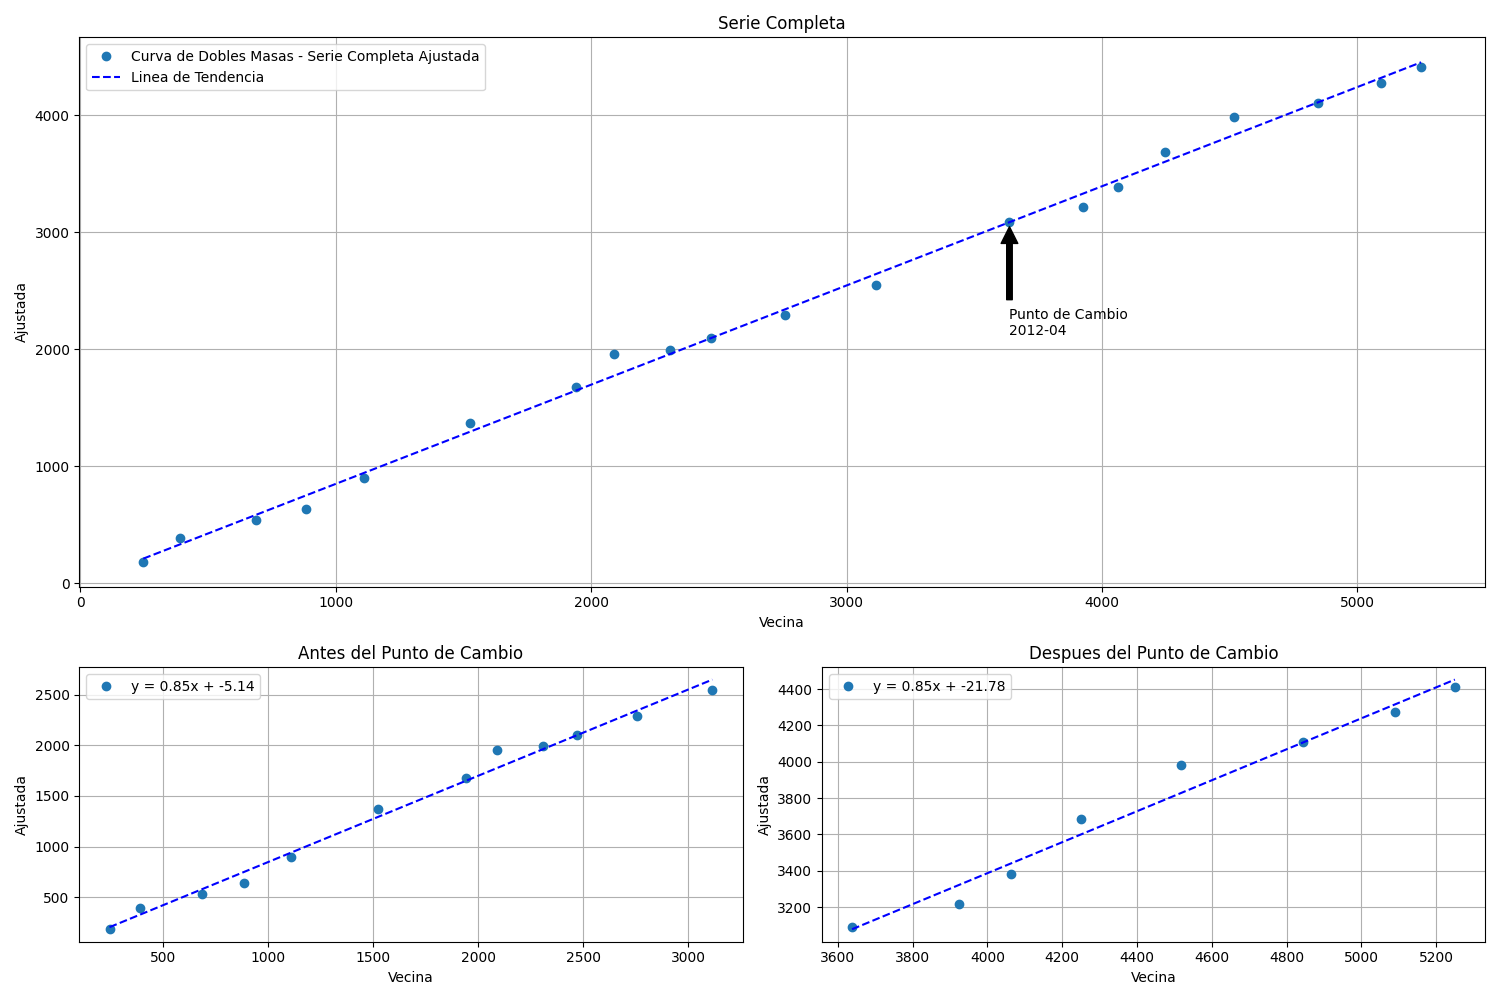 Serie Completa
Curva de Dobles Masas - Serie Completa Ajustada
Linea de Tendencia
4000
3000
2000
1000
0
Ajustada
Punto de Cambio
2012-04
0 1000 2000 3000 4000 5000
Vecina
Antes del Punto de Cambio
y = 0.85x + -5.14
2500
2000
1500
1000
500
Ajustada
500 1000 1500 2000 2500 3000
Vecina
Despues del Punto de Cambio
y = 0.85x + -21.78
4400
4200
4000
3800
3600
3400
3200
Ajustada
3600 3800 4000 4200 4400 4600 4800 5000 5200
Vecina